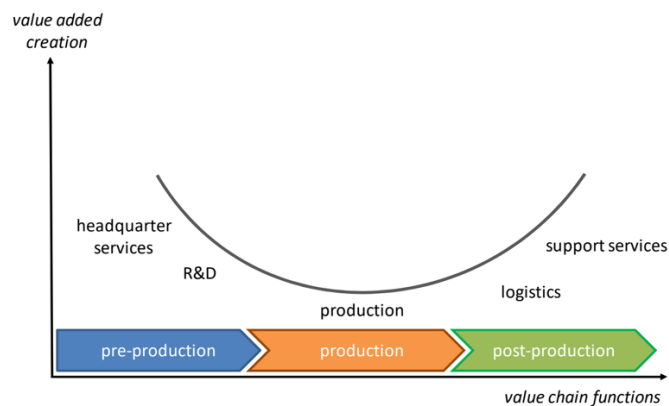 value added
creation
headquarter
services
R&D
support services
logistics
production
pre-production
production
post-production
value chain functions